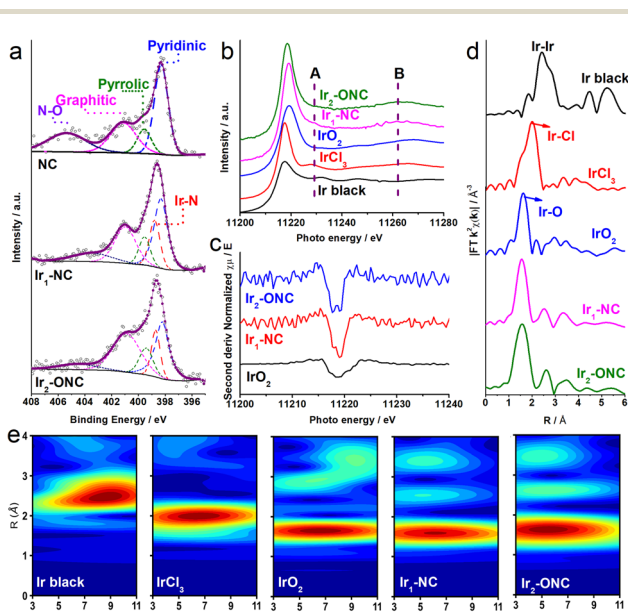 a
Pyridinic
Pyrrolic
Graphitic
N-O
NC
Ir-N
Ir₁-NC
Ir₂-ONC
Intensity / a.u.
408 405 402 399 396
Binding Energy / eV
b
A
B
Ir₂-ONC
Ir₁-NC
IrO₂
IrCl₃
Ir black
Intensity / a.u.
11200 11220 11240 11260 11280
Photo energy / eV
c
Ir₂-ONC
Ir₁-NC
IrO₂
Second deriv Normalized χμ / E
11200 11210 11220 11230 11240
Photo energy / eV
d
Ir-Ir
Ir black
Ir-Cl
IrCl₃
Ir-O
IrO₂
Ir₁-NC
Ir₂-ONC
|FT k²χ(k)| / Å⁻³
0 1 2 3 4 5 6
R / Å
e
R (Å)
4
3
2
1
0
Ir black
IrCl₃
IrO₂
Ir₁-NC
Ir₂-ONC
3 5 7 9 11
3 5 7 9 11
3 5 7 9 11
3 5 7 9 11
3 5 7 9 11